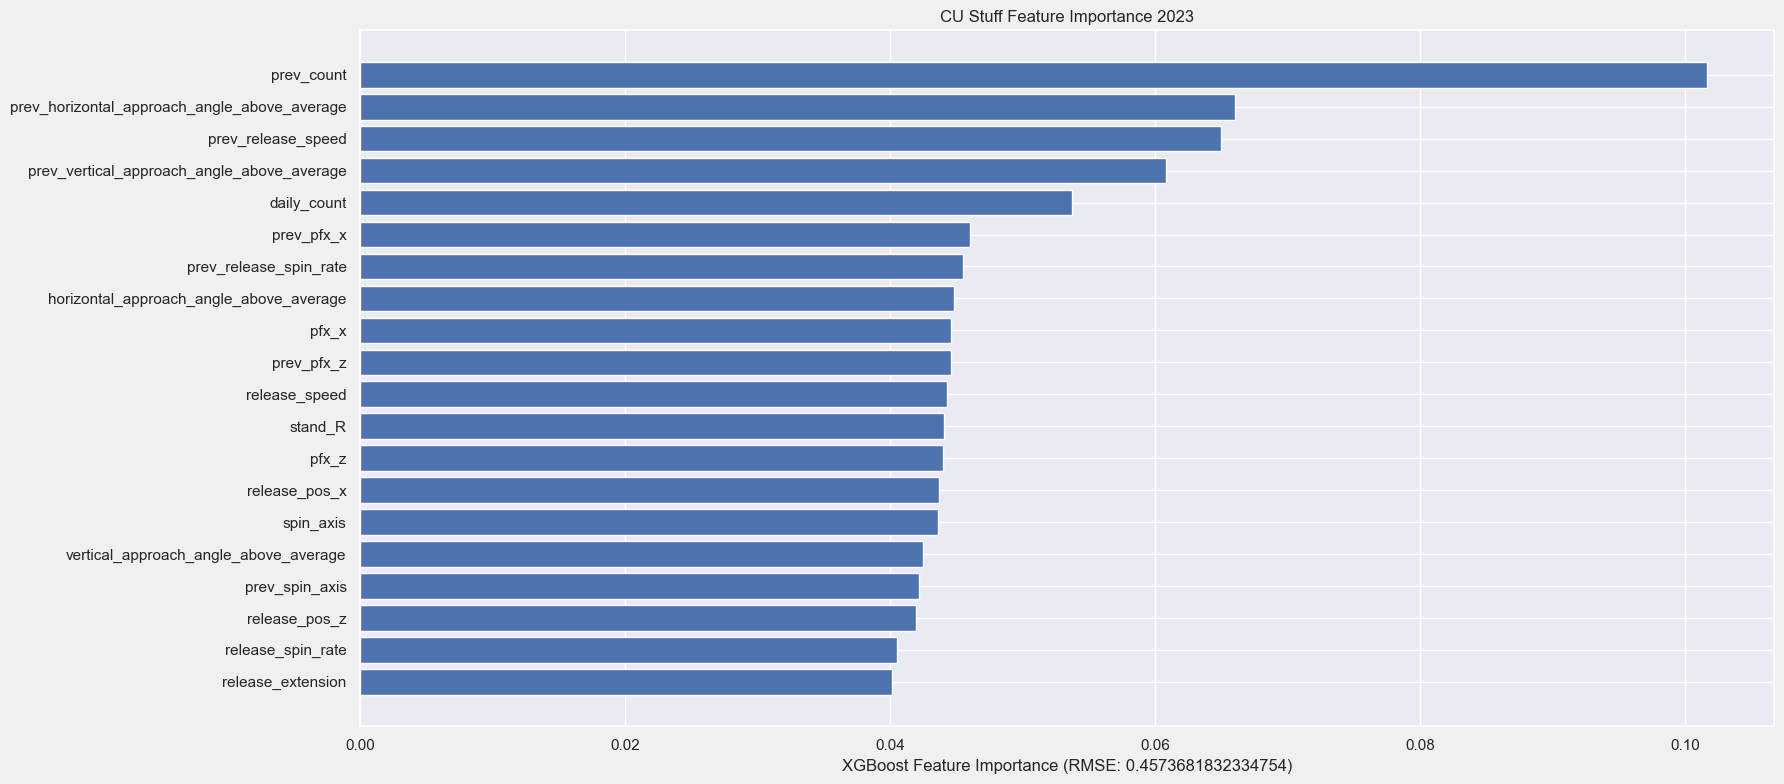 CU Stuff Feature Importance 2023
prev_count
prev_horizontal_approach_angle_above_average
prev_release_speed
prev_vertical_approach_angle_above_average
daily_count
prev_pfx_x
prev_release_spin_rate
horizontal_approach_angle_above_average
pfx_x
prev_pfx_z
release_speed
stand_R
pfx_z
release_pos_x
spin_axis
vertical_approach_angle_above_average
prev_spin_axis
release_pos_z
release_spin_rate
release_extension
0.00 0.02 0.04 0.06 0.08 0.10
XGBoost Feature Importance (RMSE: 0.4573681832334754)